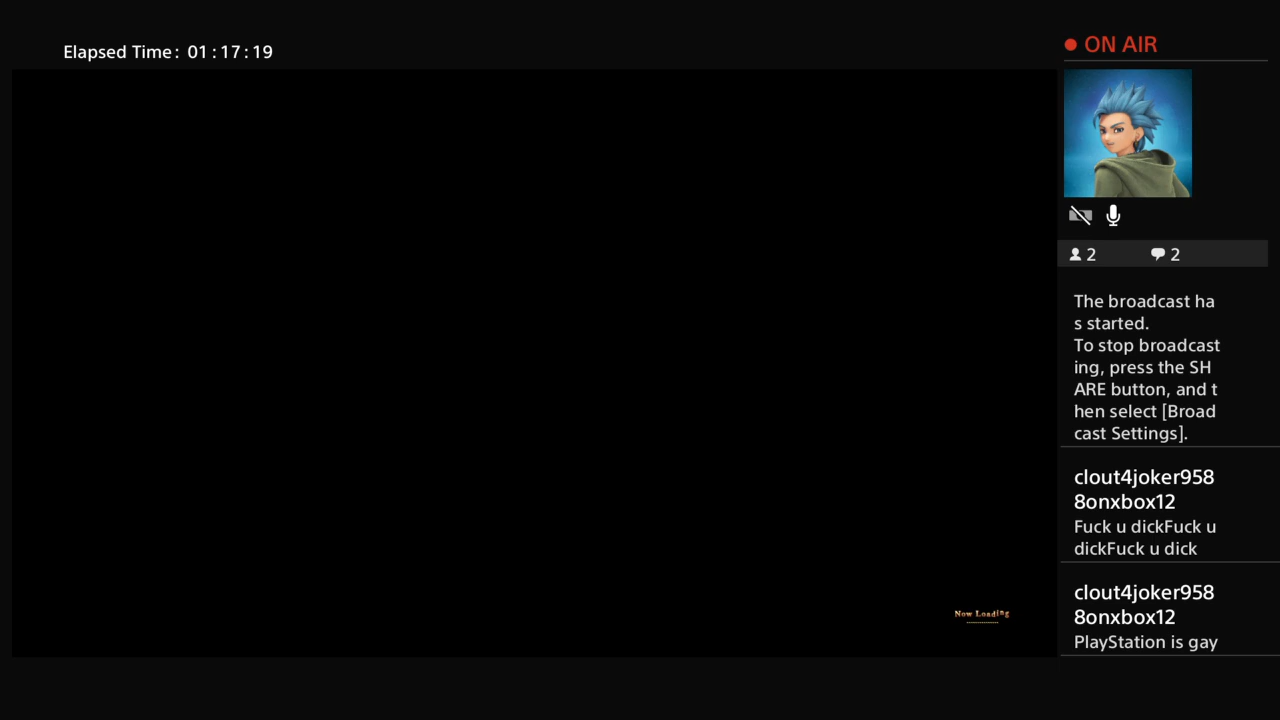 Elapsed Time: 01:17:19
ON AIR
2 2
The broadcast ha
s started.
To stop broadcast
ing, press the SH
ARE button, and t
hen select [Broad
cast Settings].
clout4joker958
8onxbox12
Fuck u dickFuck u
dickFuck u dick
clout4joker958
8onxbox12
PlayStation is gay
Now Loading